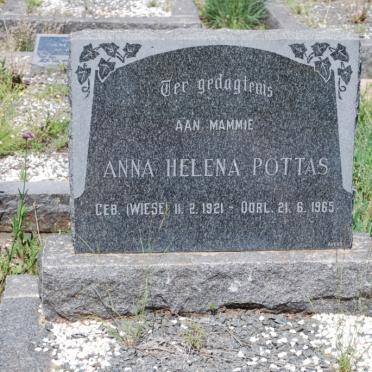 Ter gedagtenis
AAN MAMMIE
ANNA HELENA POTTAS
GEB. (WIESE) 11. 2. 1921 - OORL. 21. 6. 1965